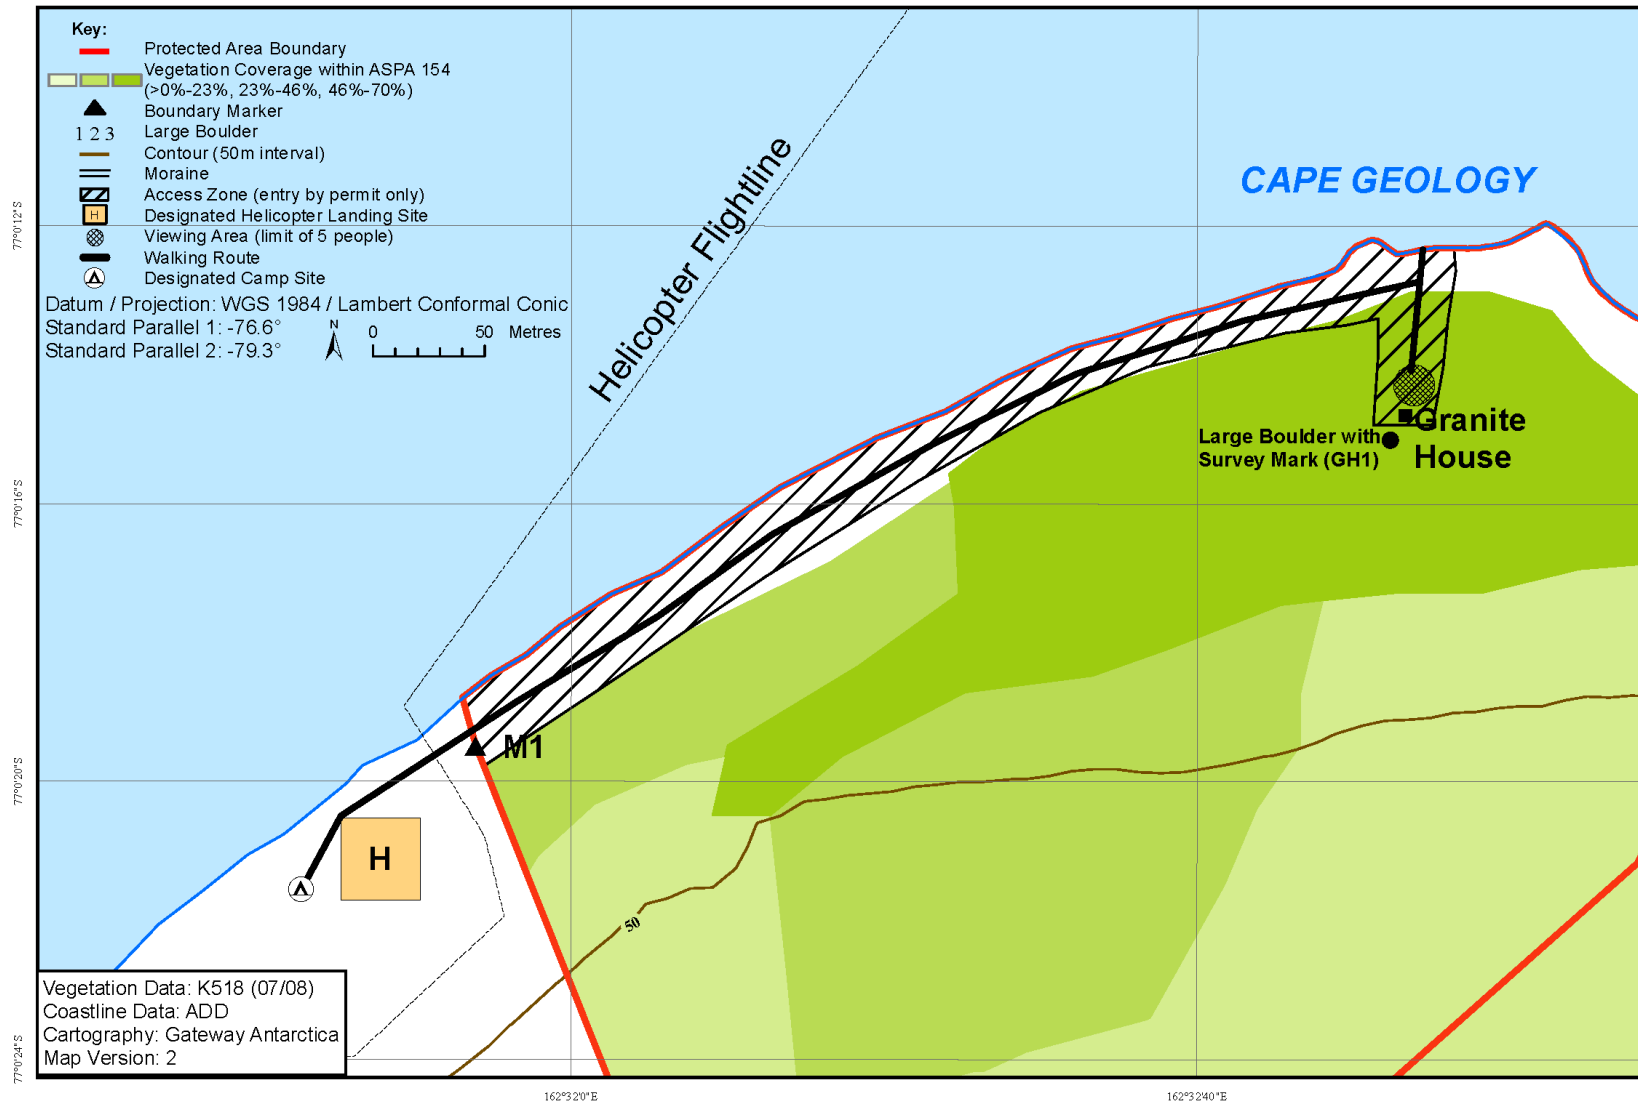 Key:
Protected Area Boundary
Vegetation Coverage within ASPA 154
(>0%-23%, 23%-46%, 46%-70%)
Boundary Marker
1 2 3 Large Boulder
Contour (50m interval)
Moraine
Access Zone (entry by permit only)
H Designated Helicopter Landing Site
Viewing Area (limit of 5 people)
Walking Route
Designated Camp Site
Datum / Projection: WGS 1984 / Lambert Conformal Conic
Standard Parallel 1: -76.6°
Standard Parallel 2: -79.3°
N
0 50 Metres
Helicopter Flightline
CAPE GEOLOGY
Large Boulder with
Survey Mark (GH1)
Granite
House
M1
H
50
Vegetation Data: K518 (07/08)
Coastline Data: ADD
Cartography: Gateway Antarctica
Map Version: 2
77°0'12"S
77°0'16"S
77°0'20"S
77°0'24"S
162°32'0"E
162°32'40"E